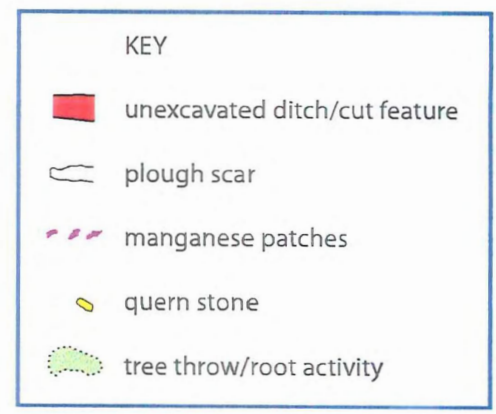 KEY
unexcavated ditch/cut feature
plough scar
manganese patches
quern stone
tree throw/root activity